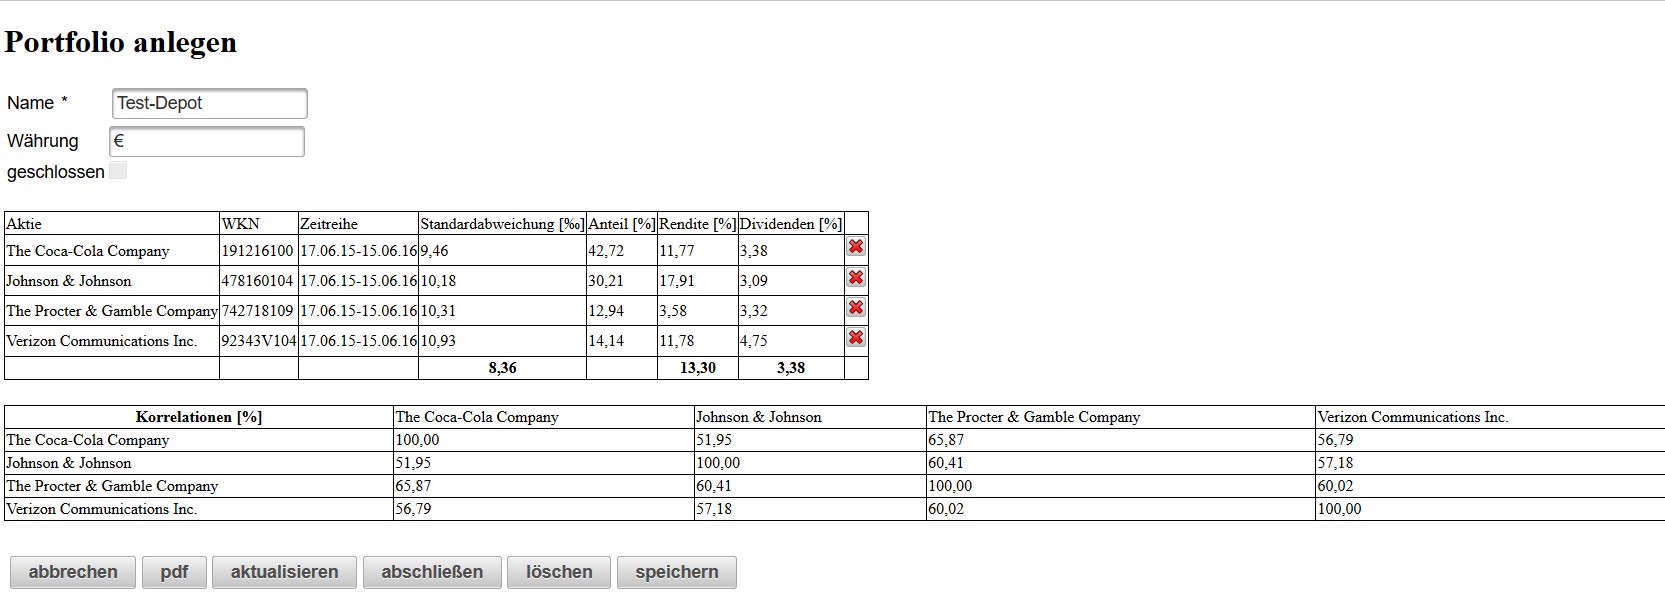 Portfolio anlegen
Name * Test-Depot
Währung €
geschlossen
Aktie WKN Zeitreihe Standardabweichung [‰] Anteil [%] Rendite [%] Dividenden [%]
The Coca-Cola Company 191216100 17.06.15-15.06.16 9,46 42,72 11,77 3,38
Johnson & Johnson 478160104 17.06.15-15.06.16 10,18 30,21 17,91 3,09
The Procter & Gamble Company 742718109 17.06.15-15.06.16 10,31 12,94 3,58 3,32
Verizon Communications Inc. 92343V104 17.06.15-15.06.16 10,93 14,14 11,78 4,75
8,36 13,30 3,38
Korrelationen [%] The Coca-Cola Company Johnson & Johnson The Procter & Gamble Company Verizon Communications Inc.
The Coca-Cola Company 100,00 51,95 65,87 56,79
Johnson & Johnson 51,95 100,00 60,41 57,18
The Procter & Gamble Company 65,87 60,41 100,00 60,02
Verizon Communications Inc. 56,79 57,18 60,02 100,00
abbrechen pdf aktualisieren abschließen löschen speichern